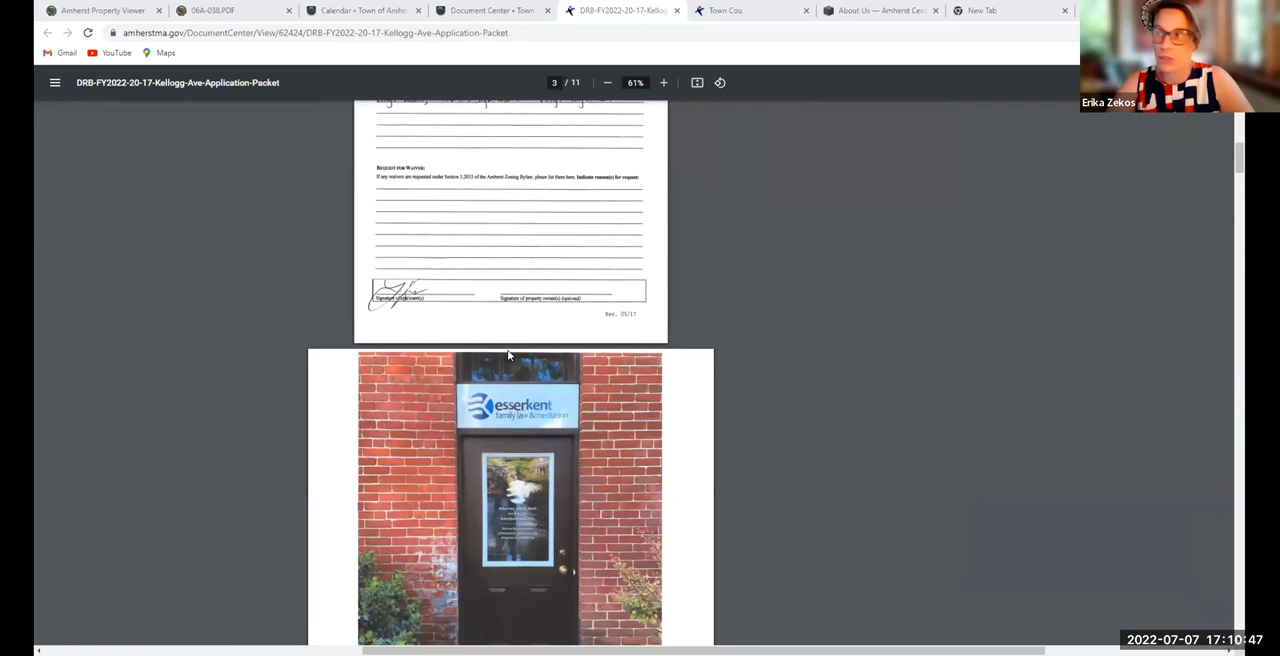 Amherst Property Viewer
06A-038.PDF
Calendar • Town of Amhe
Document Center • Town
DRB-FY2022-20-17-Kellog
Town Cou
About Us — Amherst Cen
New Tab
amherstma.gov/DocumentCenter/View/62424/DRB-FY2022-20-17-Kellogg-Ave-Application-Packet
Gmail
YouTube
Maps
DRB-FY2022-20-17-Kellogg-Ave-Application-Packet
3 / 11
61%
Erika Zekos
REQUEST FOR WAIVER:
If any waivers are requested under Section 3.2033 of the Amherst Zoning Bylaw, please list them here. Indicate reason(s) for request:
Signature of applicant(s)
Signature of property owner(s) (optional)
Rev. 05/17
esserkent
family law & mediation
2022-07-07 17:10:47